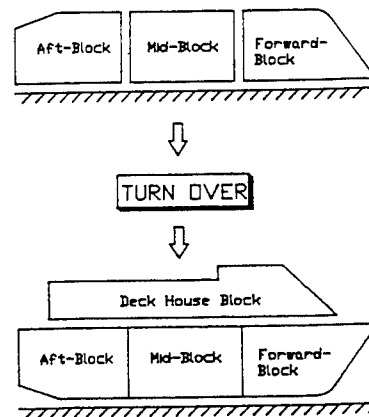 Aft-Block Mid-Block Forward-
Block
TURN OVER
Deck House Block
Aft-Block Mid-Block Forward-
Block